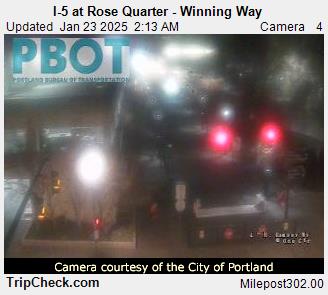 I-5 at Rose Quarter - Winning Way
Updated Jan 23 2025 2:13 AM Camera 4
PBOT
PORTLAND BUREAU OF TRANSPORTATION
Camera courtesy of the City of Portland
TripCheck.com Milepost302.00